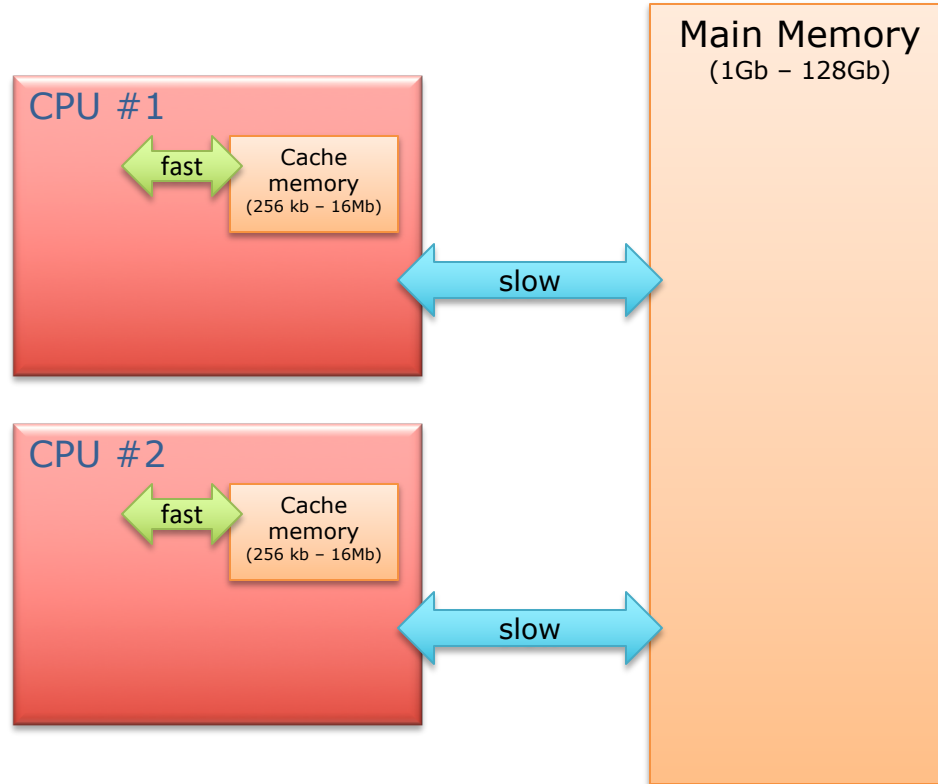 Main Memory
(1Gb – 128Gb)
CPU #1
fast
Cache
memory
(256 kb – 16Mb)
slow
CPU #2
fast
Cache
memory
(256 kb – 16Mb)
slow